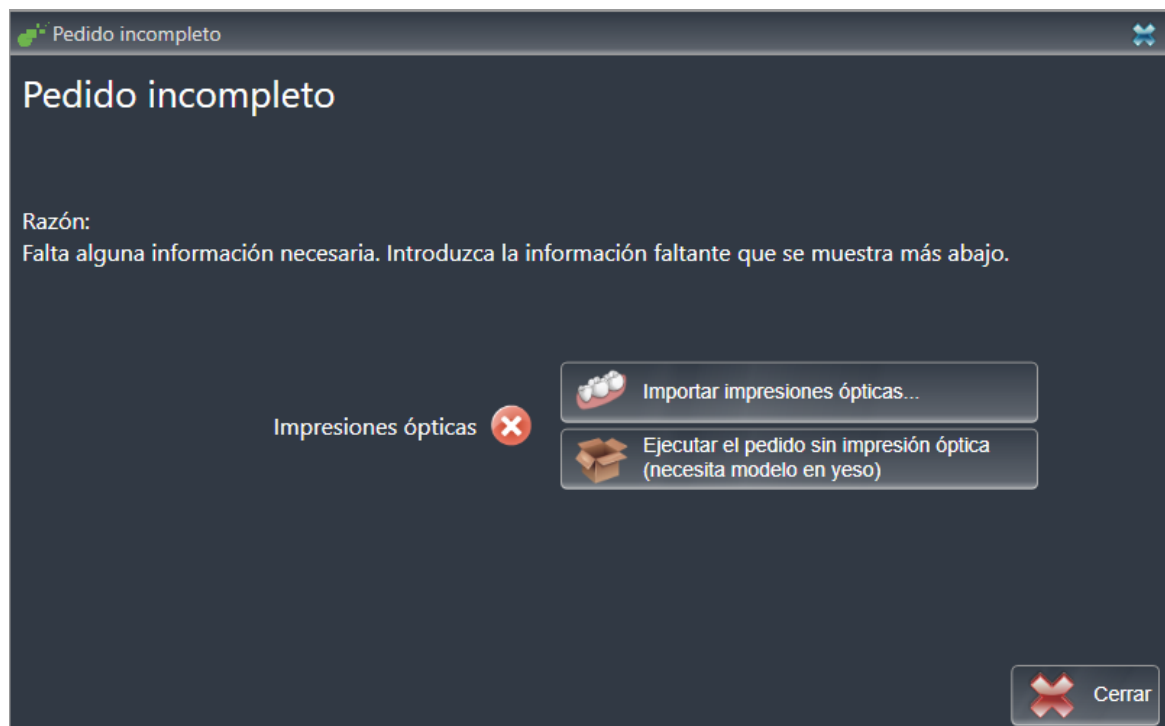 Pedido incompleto
Pedido incompleto
Razón:
Falta alguna información necesaria. Introduzca la información faltante que se muestra más abajo.
Impresiones ópticas
Importar impresiones ópticas...
Ejecutar el pedido sin impresión óptica
(necesita modelo en yeso)
Cerrar